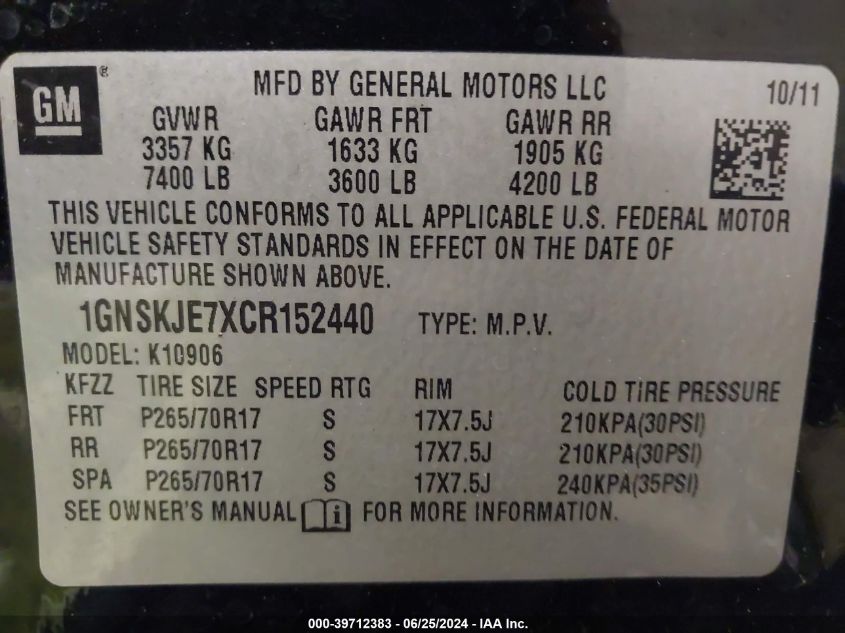 GM ®
MFD BY GENERAL MOTORS LLC 10/11
GVWR GAWR FRT GAWR RR
3357 KG 1633 KG 1905 KG
7400 LB 3600 LB 4200 LB
THIS VEHICLE CONFORMS TO ALL APPLICABLE U.S. FEDERAL MOTOR
VEHICLE SAFETY STANDARDS IN EFFECT ON THE DATE OF
MANUFACTURE SHOWN ABOVE.
1GNSKJE7XCR152440 TYPE: M.P.V.
MODEL: K10906
KFZZ TIRE SIZE SPEED RTG RIM COLD TIRE PRESSURE
FRT P265/70R17 S 17X7.5J 210KPA(30PSI)
RR P265/70R17 S 17X7.5J 210KPA(30PSI)
SPA P265/70R17 S 17X7.5J 240KPA(35PSI)
SEE OWNER'S MANUAL i FOR MORE INFORMATION.
000-39712383 - 06/25/2024 - IAA Inc.